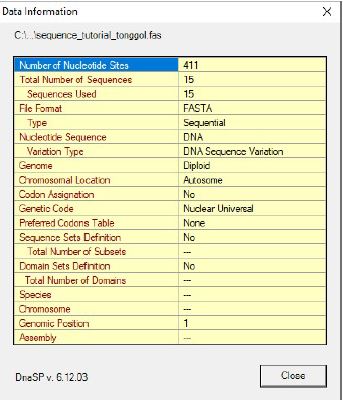 Data Information
C:\...\sequence_tutorial_tonggol.fas
Number of Nucleotide Sites 411
Total Number of Sequences 15
Sequences Used 15
File Format FASTA
Type Sequential
Nucleotide Sequence DNA
Variation Type DNA Sequence Variation
Genome Diploid
Chromosomal Location Autosome
Codon Assignation No
Genetic Code Nuclear Universal
Preferred Codons Table None
Sequence Sets Definition No
Total Number of Subsets ---
Domain Sets Definition No
Total Number of Domains ---
Species ---
Chromosome ---
Genomic Position 1
Assembly ---
DnaSP v. 6.12.03 Close